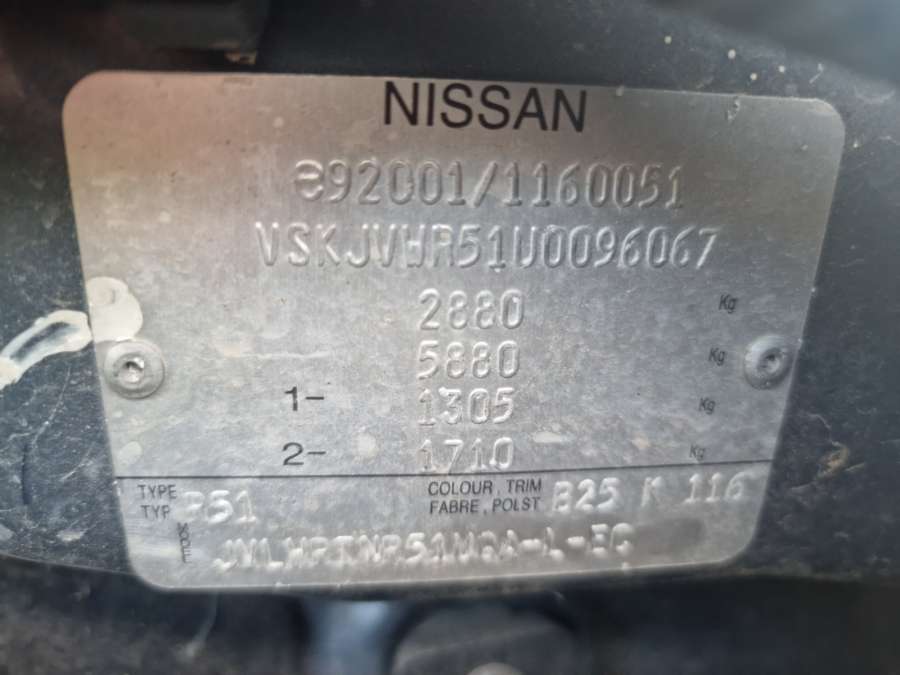 NISSAN
e92001/1160051
VSKJVWR51U0096067
2880 Kg
5880 Kg
1- 1305 Kg
2- 1710 Kg
TYPE TYP R51 COLOUR, TRIM B25 K 116
FABRE, POLST
MODE